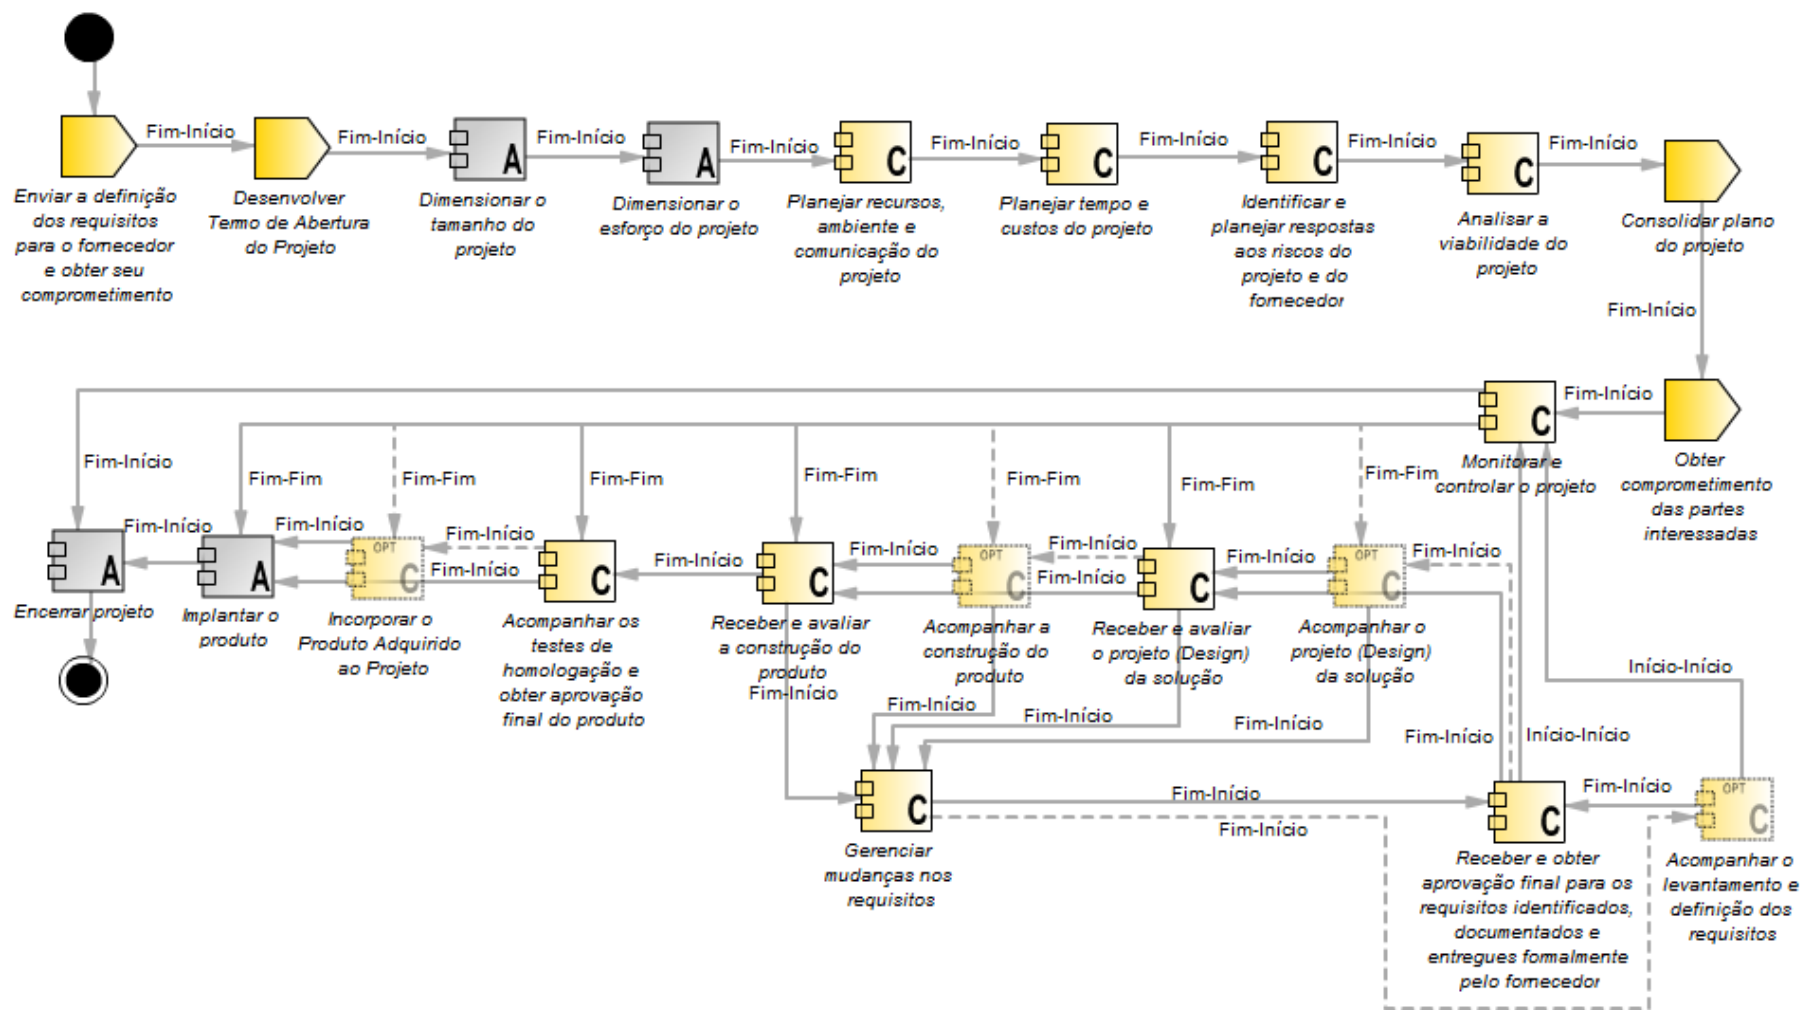 Fim-Início
Fim-Início
Fim-Início
Fim-Início
Fim-Início
Fim-Início
Fim-Início
Fim-Início
A
A
C
C
C
C
Enviar a definição
dos requisitos
para o fornecedor
e obter seu
comprometimento
Desenvolver
Termo de Abertura
do Projeto
Dimensionar o
tamanho do
projeto
Dimensionar o
esforço do projeto
Planejar recursos,
ambiente e
comunicação do
projeto
Planejar tempo e
custos do projeto
Identificar e
planejar respostas
aos riscos do
projeto e do
fornecedor
Analisar a
viabilidade do
projeto
Consolidar plano
do projeto
Fim-Início
Fim-Início
C
Monitorar e
controlar o projeto
Obter
comprometimento
das partes
interessadas
Fim-Início
Fim-Fim
Fim-Fim
Fim-Fim
Fim-Fim
Fim-Fim
Fim-Fim
Fim-Fim
Fim-Início
Fim-Início
Fim-Início
Fim-Início
Fim-Início
Fim-Início
Fim-Início
Fim-Início
Fim-Início
Fim-Início
Fim-Início
A
A
OPT
C
C
C
OPT
C
C
OPT
C
Encerrar projeto
Implantar o
produto
Incorporar o
Produto Adquirido
ao Projeto
Acompanhar os
testes de
homologação e
obter aprovação
final do produto
Receber e avaliar
a construção do
produto
Acompanhar a
construção do
produto
Receber e avaliar
o projeto (Design)
da solução
Acompanhar o
projeto (Design)
da solução
Fim-Início
Fim-Início
Fim-Início
Fim-Início
Fim-Início
Início-Início
Início-Início
Fim-Início
Fim-Início
Fim-Início
C
Gerenciar
mudanças nos
requisitos
C
Receber e obter
aprovação final para os
requisitos identificados,
documentados e
entregues formalmente
pelo fornecedor
OPT
C
Acompanhar o
levantamento e
definição dos
requisitos